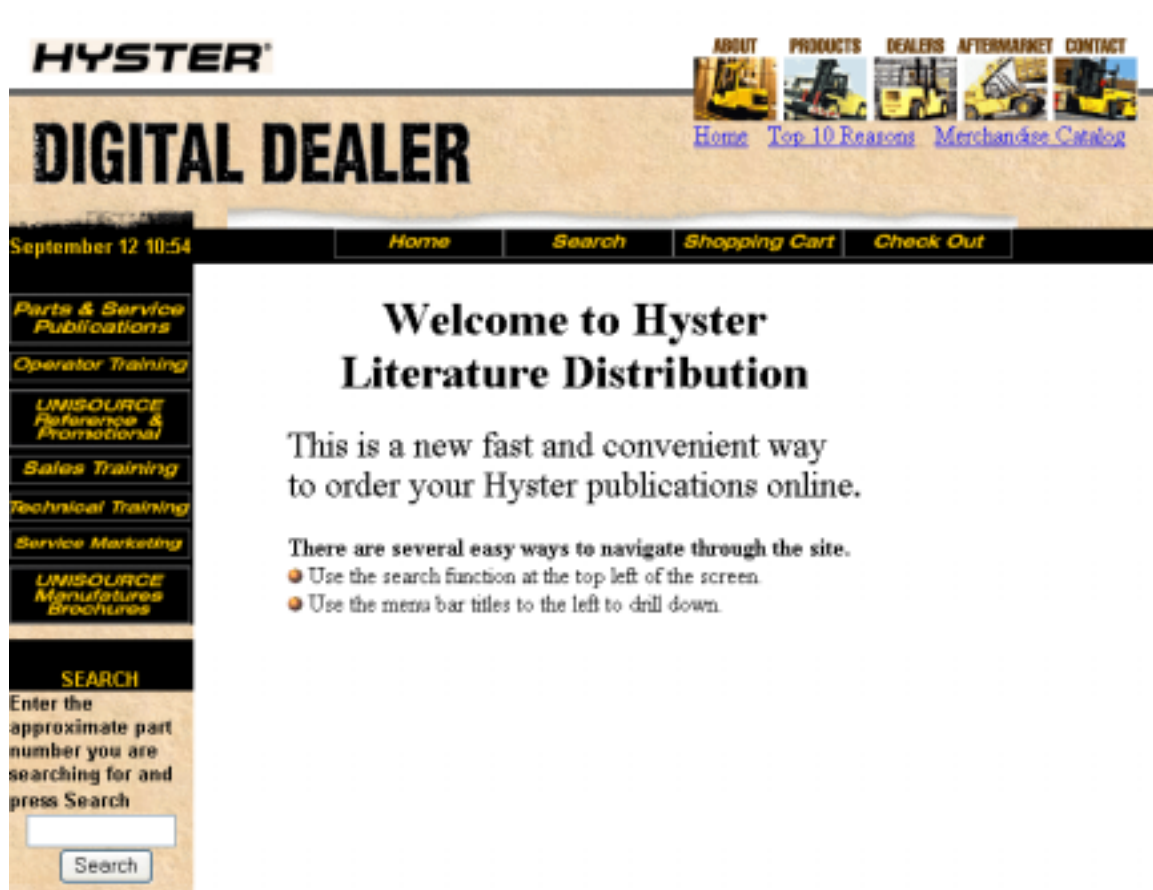 HYSTER®
ABOUT PRODUCTS DEALERS AFTERMARKET CONTACT
Home Top 10 Reasons Merchandise Catalog
DIGITAL DEALER
September 12 10:54
Home Search Shopping Cart Check Out
Parts & Service
Publications
Operator Training
UNISOURCE
Reference &
Promotional
Sales Training
Technical Training
Service Marketing
UNISOURCE
Manufatures
Brochures
SEARCH
Enter the
approximate part
number you are
searching for and
press Search
Search
Welcome to Hyster
Literature Distribution
This is a new fast and convenient way
to order your Hyster publications online.
There are several easy ways to navigate through the site.
Use the search function at the top left of the screen.
Use the menu bar titles to the left to drill down.